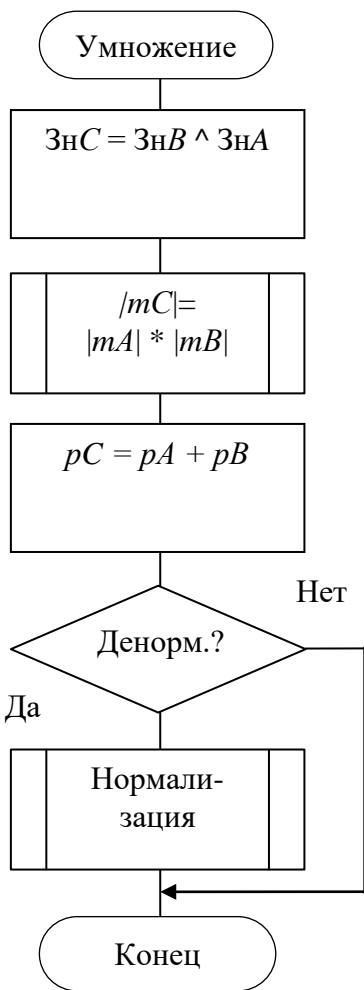 Умножение
ЗнC = ЗнB ^ ЗнA
|mC|=
|mA| * |mB|
pC = pA + pB
Нет
Денорм.?
Да
Нормали-
зация
Конец